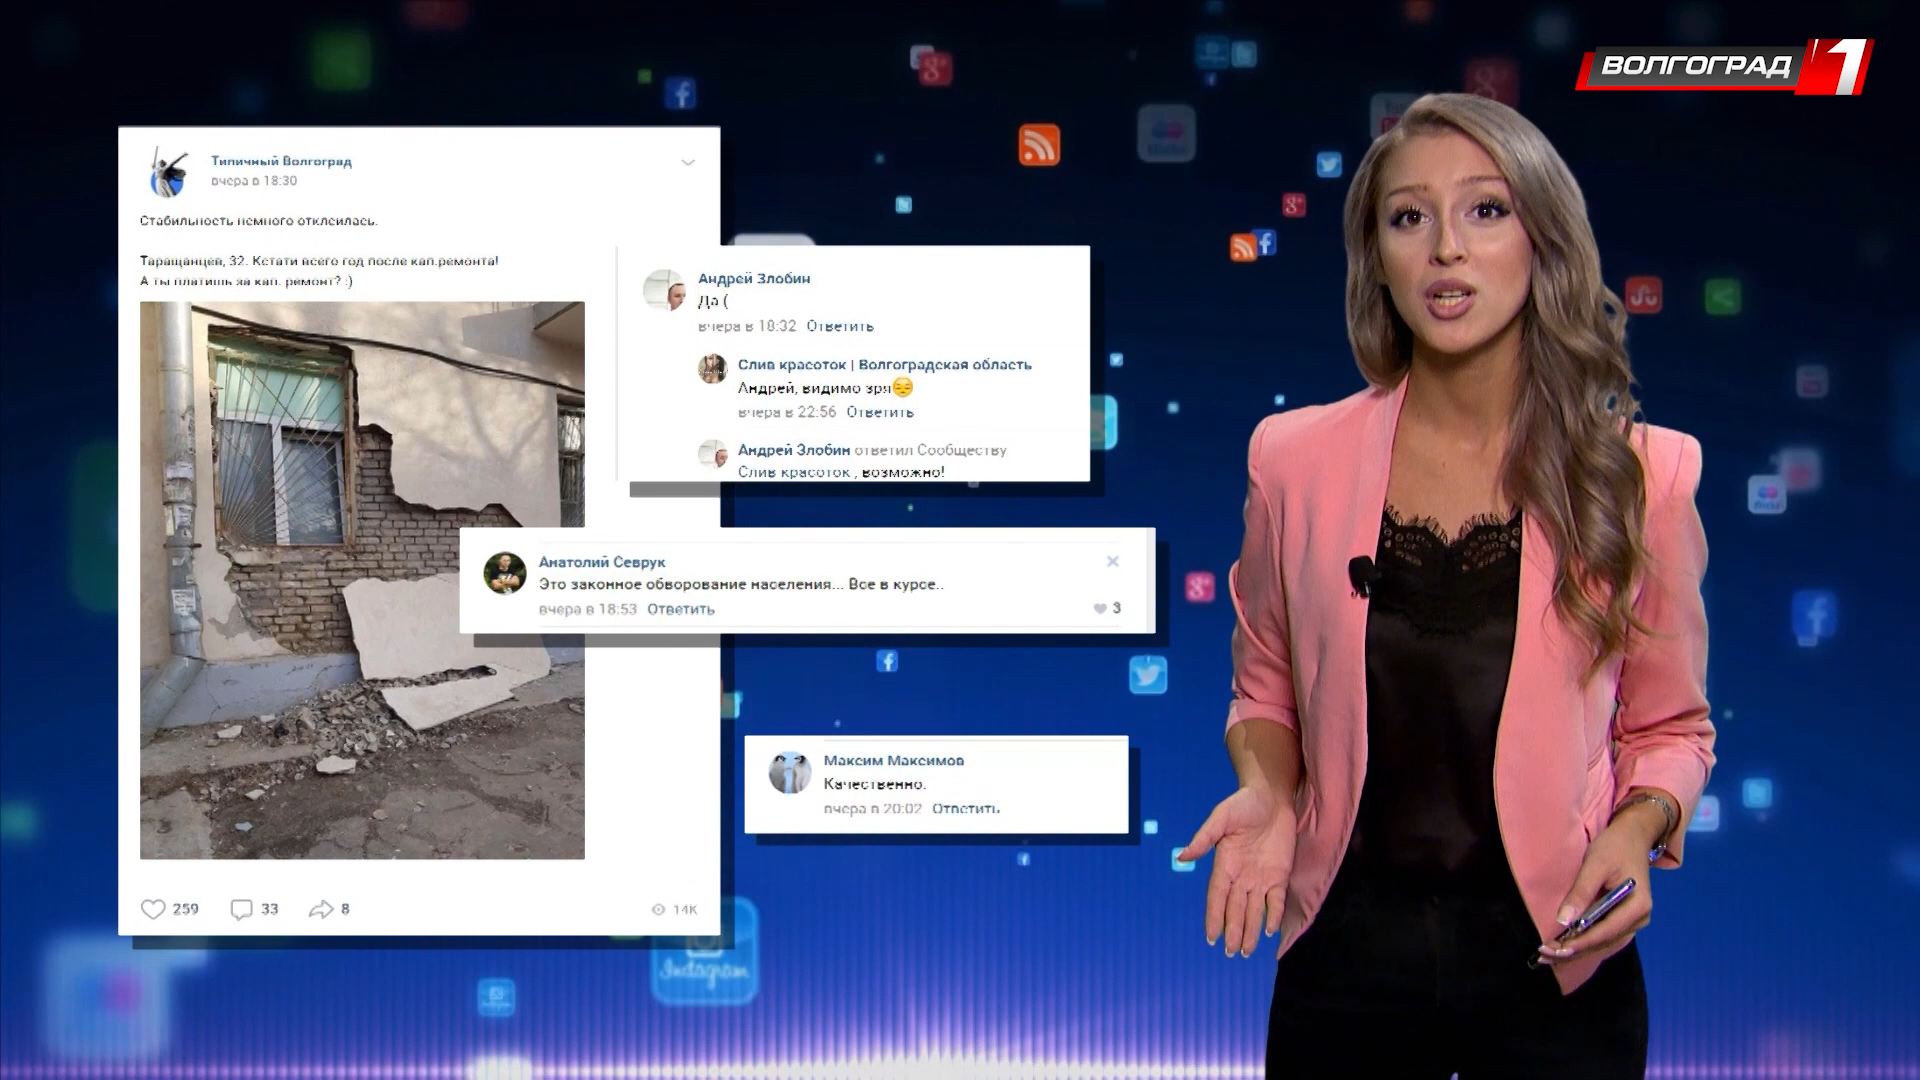 ВОЛГОГРАД 1
Типичный Волгоград
вчера в 18:30
Стабильность немного отклеилась.
Таращанцев, 32. Кстати всего год после кап.ремонта!
А ты платишь за кап. ремонт? :)
259 33 8 14K
Андрей Злобин
Да (
вчера в 18:32 Ответить
Слив красоток | Волгоградская область
Андрей, видимо зря😔
вчера в 22:56 Ответить
Андрей Злобин ответил Сообществу
Слив красоток , возможно!
Анатолий Севрук
Это законное обворование населения... Все в курсе..
вчера в 18:53 Ответить
3
Максим Максимов
Качественно.
вчера в 20:02 Ответить
Instagram